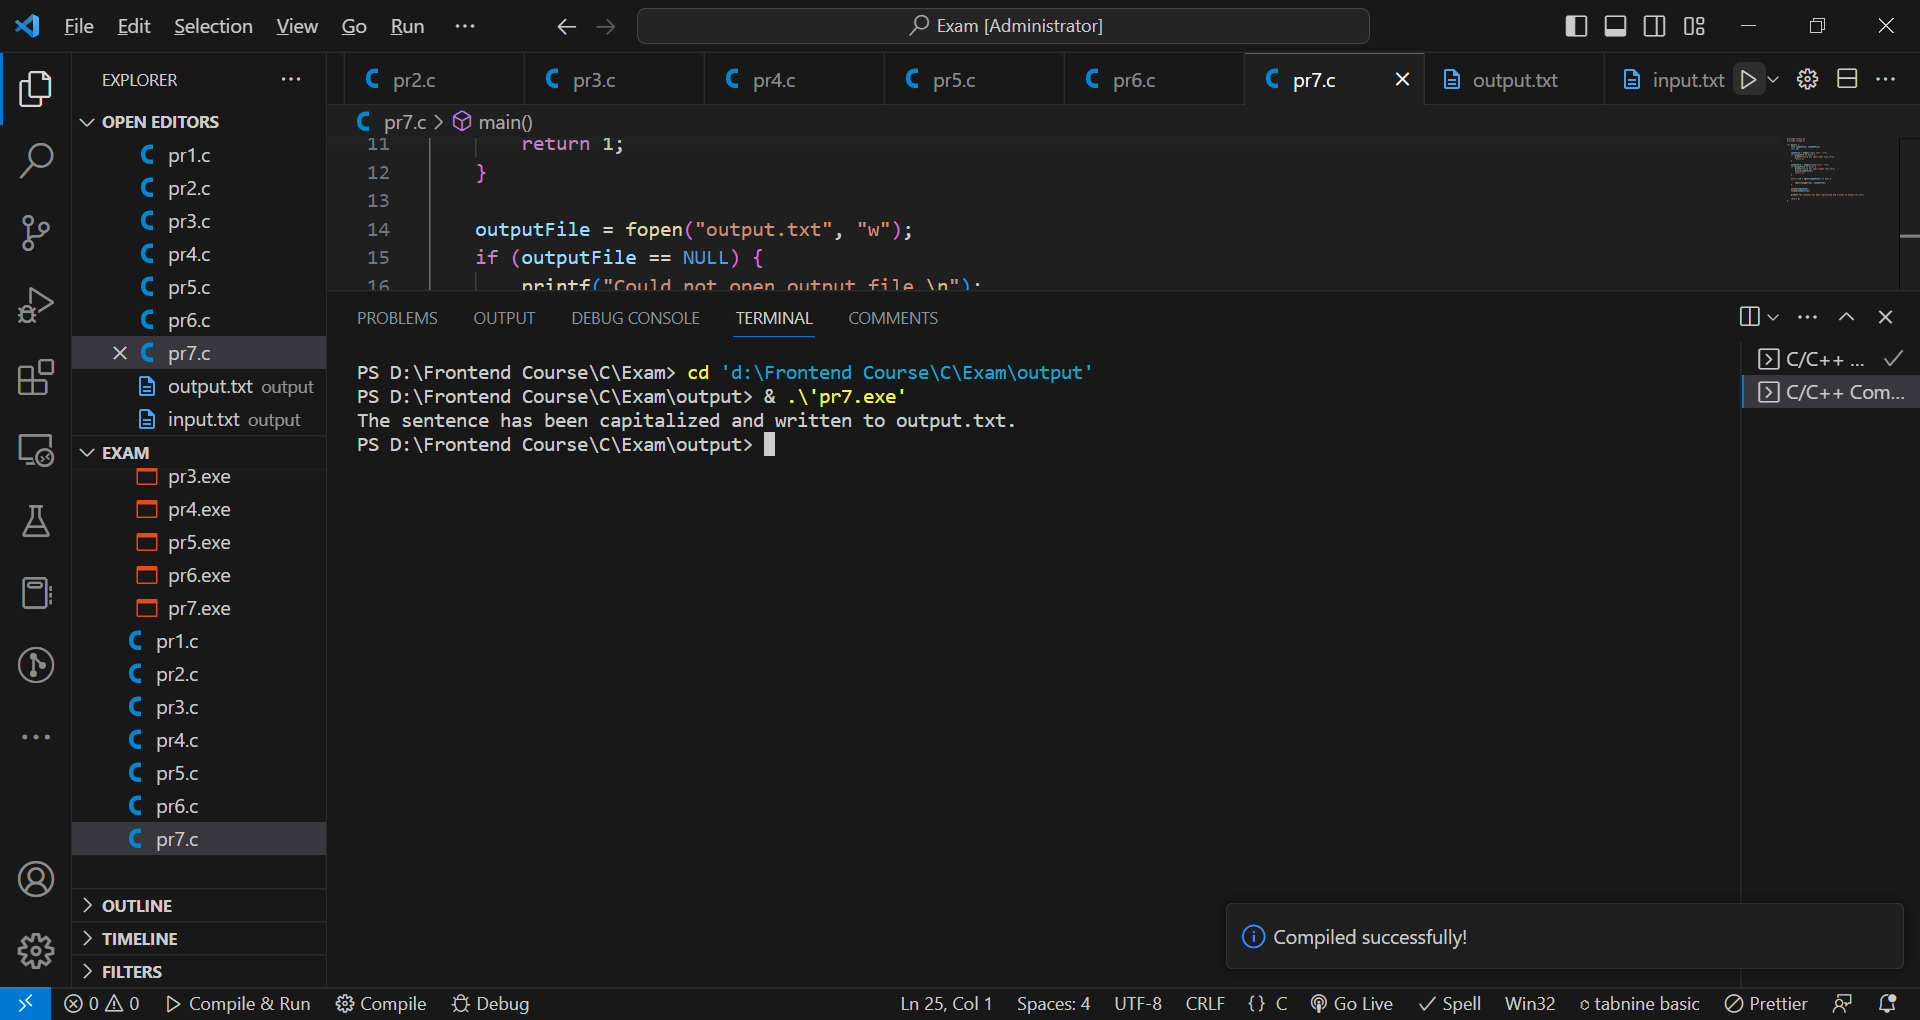 File Edit Selection View Go Run ··· Exam [Administrator]
EXPLORER
OPEN EDITORS
pr1.c
pr2.c
pr3.c
pr4.c
pr5.c
pr6.c
pr7.c
output.txt output
input.txt output
EXAM
pr3.exe
pr4.exe
pr5.exe
pr6.exe
pr7.exe
pr1.c
pr2.c
pr3.c
pr4.c
pr5.c
pr6.c
pr7.c
OUTLINE
TIMELINE
FILTERS
pr2.c pr3.c pr4.c pr5.c pr6.c pr7.c output.txt input.txt
pr7.c > main()
11 return 1;
12 }
13
14 outputFile = fopen("output.txt", "w");
15 if (outputFile == NULL) {
16 printf("Could not open output file.\n");
PROBLEMS OUTPUT DEBUG CONSOLE TERMINAL COMMENTS
PS D:\Frontend Course\C\Exam> cd 'd:\Frontend Course\C\Exam\output'
PS D:\Frontend Course\C\Exam\output> & .\'pr7.exe'
The sentence has been capitalized and written to output.txt.
PS D:\Frontend Course\C\Exam\output>
C/C++ ...
C/C++ Com...
Compiled successfully!
0 0 Compile & Run Compile Debug Ln 25, Col 1 Spaces: 4 UTF-8 CRLF {} C Go Live Spell Win32 tabnine basic Prettier